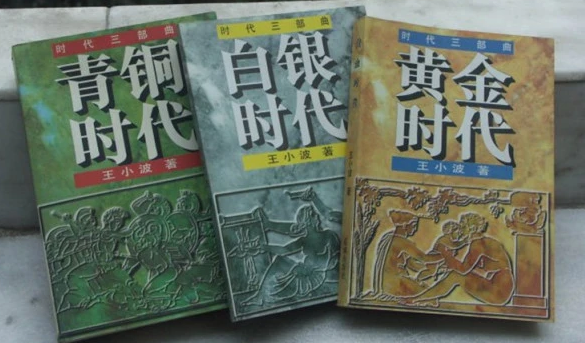 时代三部曲
青铜
时代
王小波 著
时代三部曲
白银
时代
王小波 著
时代三部曲
黄金
时代
王小波 著